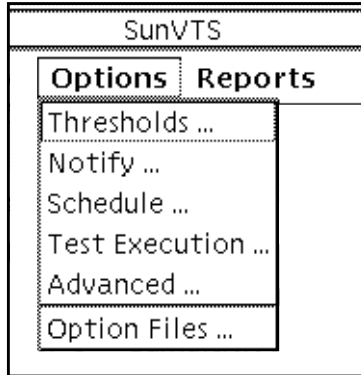 SunVTS
Options Reports
Thresholds ...
Notify ...
Schedule ...
Test Execution ...
Advanced ...
Option Files ...